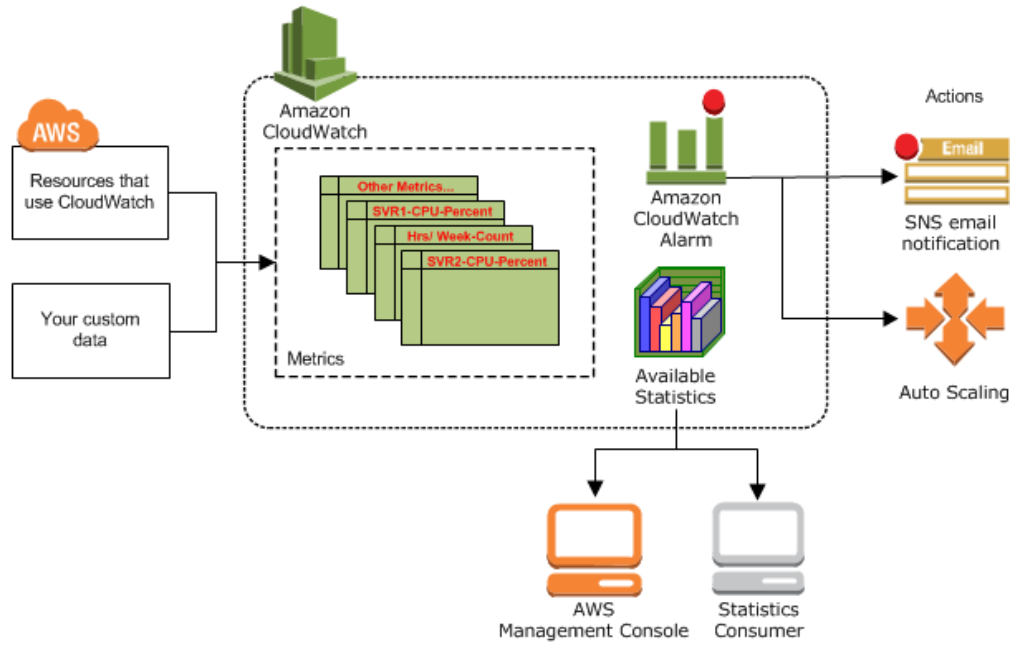 Amazon
CloudWatch
AWS
Resources that
use CloudWatch
Your custom
data
Other Metrics...
SVR1-CPU-Percent
Hrs/ Week-Count
SVR2-CPU-Percent
Metrics
Amazon
CloudWatch
Alarm
Available
Statistics
Actions
Email
SNS email
notification
Auto Scaling
AWS
Management Console
Statistics
Consumer